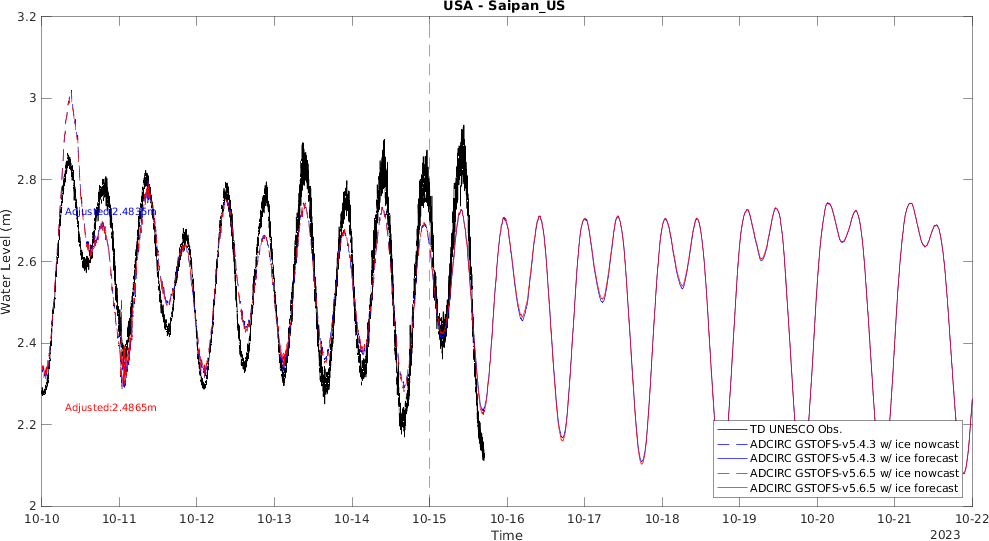 USA - Saipan_US
3.2
3
2.8
2.6
2.4
2.2
2
Water Level (m)
Adjusted:2.4835m
Adjusted:2.4865m
TD UNESCO Obs.
ADCIRC GSTOFS-v5.4.3 w/ ice nowcast
ADCIRC GSTOFS-v5.4.3 w/ ice forecast
ADCIRC GSTOFS-v5.6.5 w/ ice nowcast
ADCIRC GSTOFS-v5.6.5 w/ ice forecast
10-10 10-11 10-12 10-13 10-14 10-15 10-16 10-17 10-18 10-19 10-20 10-21 10-22
Time
2023